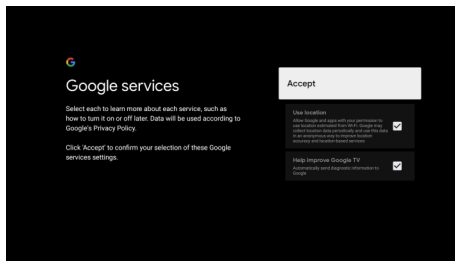 Google services
Select each to learn more about each service, such as
how to turn it on or off later. Data will be used according to
Google's Privacy Policy.
Click 'Accept' to confirm your selection of these Google
services settings.
Accept
Use location
Allow Google and apps with your permission to
use location estimated from Wi-Fi. Google may
collect location data periodically and use this data
in an anonymous way to improve location
accuracy and location-based services
Help improve Google TV
Automatically send diagnostic information to
Google